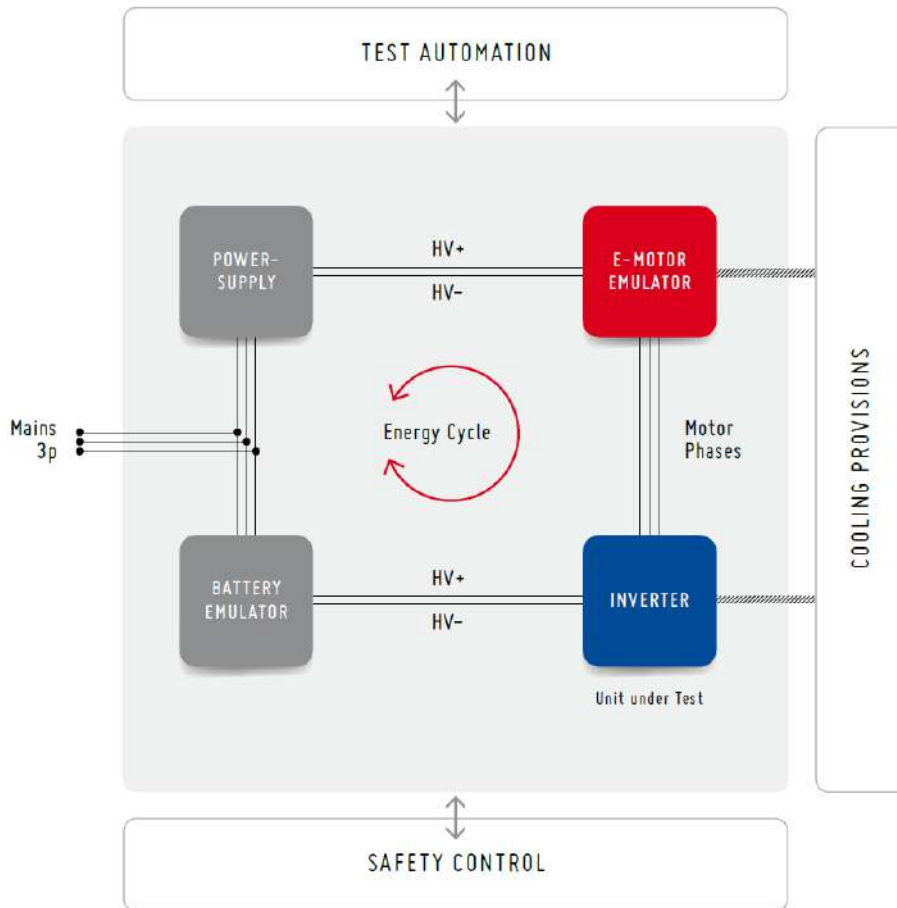 TEST AUTOMATION
POWER-
SUPPLY
HV+
HV-
E-MOTOR
EMULATOR
Mains
3p
Energy Cycle
Motor
Phases
COOLING PROVISIONS
BATTERY
EMULATOR
HV+
HV-
INVERTER
Unit under Test
SAFETY CONTROL